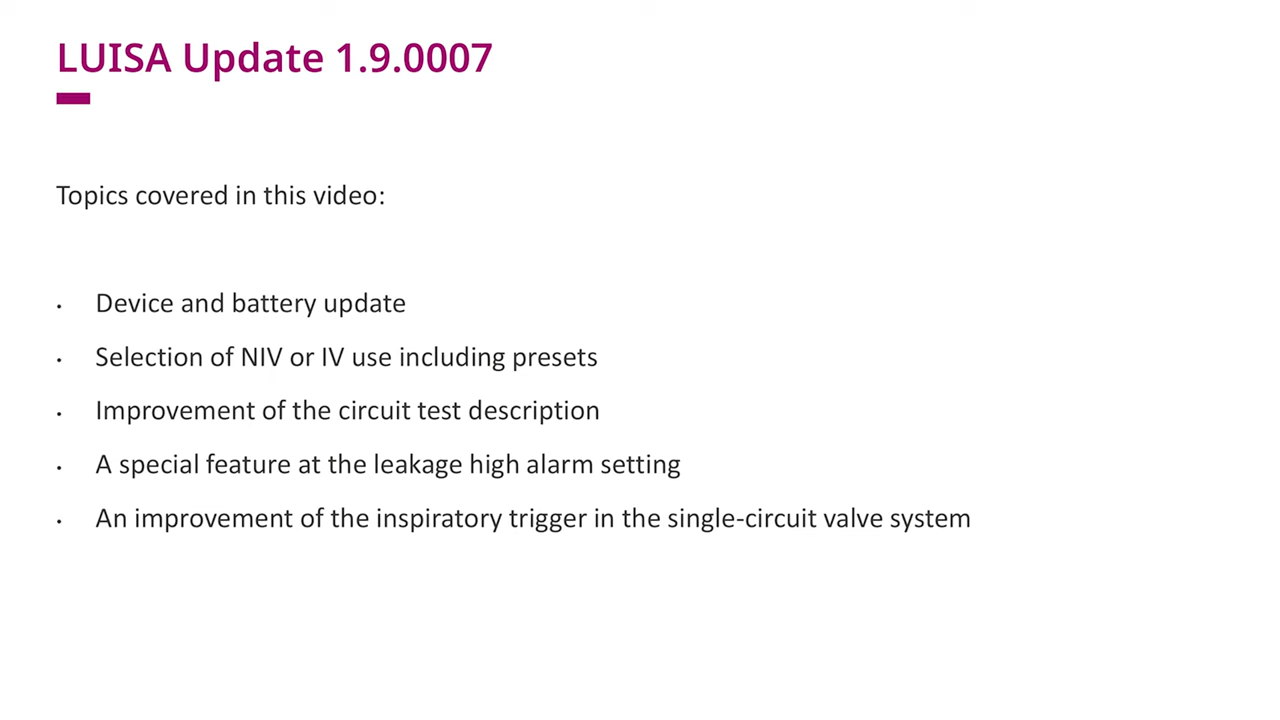 LUISA Update 1.9.0007
Topics covered in this video:
• Device and battery update
• Selection of NIV or IV use including presets
• Improvement of the circuit test description
• A special feature at the leakage high alarm setting
• An improvement of the inspiratory trigger in the single-circuit valve system